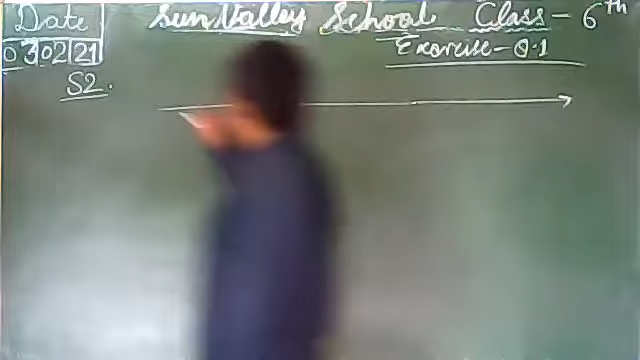 Date Sun Valley School Class - 6th
03.02|21 Exercise - 8.1
S2.